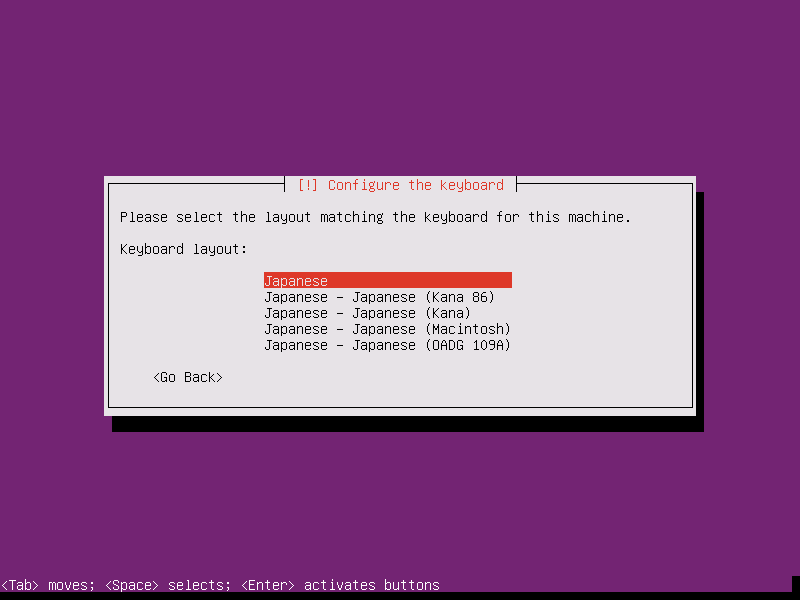 [!] Configure the keyboard
Please select the layout matching the keyboard for this machine.
Keyboard layout:
Japanese
Japanese - Japanese (Kana 86)
Japanese - Japanese (Kana)
Japanese - Japanese (Macintosh)
Japanese - Japanese (OADG 109A)
<Go Back>
<Tab> moves; <Space> selects; <Enter> activates buttons